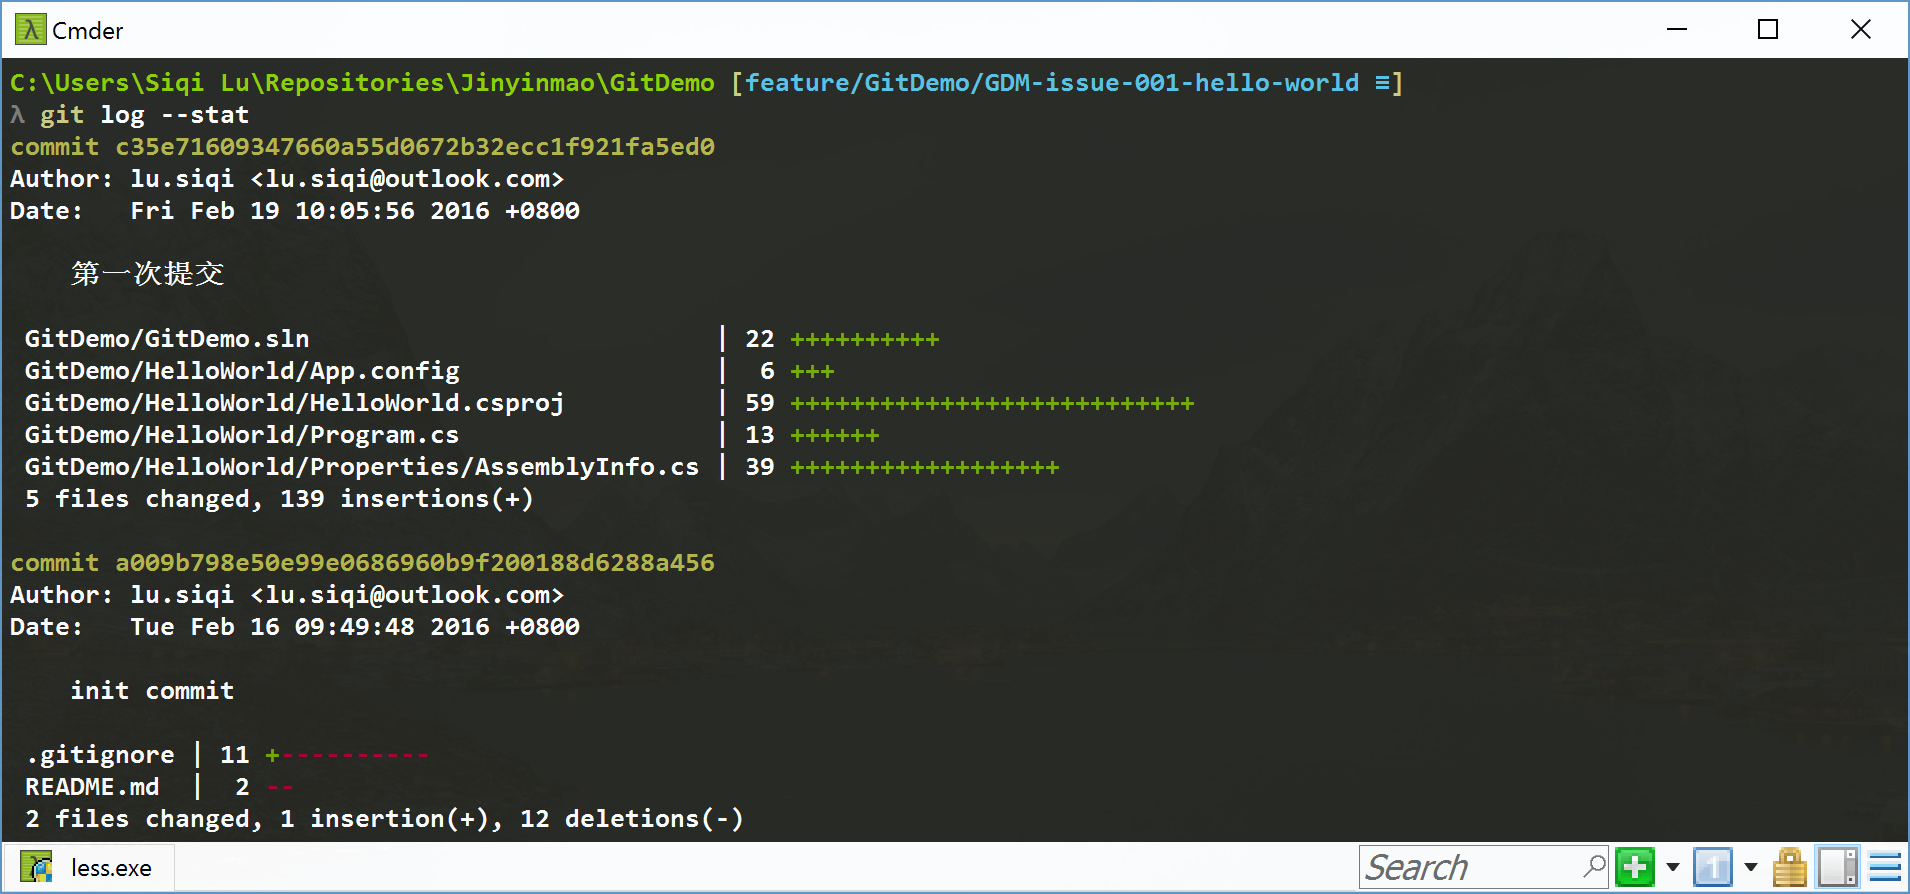 Cmder
C:\Users\Siqi Lu\Repositories\Jinyinmao\GitDemo [feature/GitDemo/GDM-issue-001-hello-world ≡]
λ git log --stat
commit c35e71609347660a55d0672b32ecc1f921fa5ed0
Author: lu.siqi <lu.siqi@outlook.com>
Date:   Fri Feb 19 10:05:56 2016 +0800
第一次提交
GitDemo/GitDemo.sln                           | 22 ++++++++++
GitDemo/HelloWorld/App.config                 |  6 +++
GitDemo/HelloWorld/HelloWorld.csproj          | 59 +++++++++++++++++++++++++++
GitDemo/HelloWorld/Program.cs                 | 13 ++++++
GitDemo/HelloWorld/Properties/AssemblyInfo.cs | 39 ++++++++++++++++++
5 files changed, 139 insertions(+)
commit a009b798e50e99e0686960b9f200188d6288a456
Author: lu.siqi <lu.siqi@outlook.com>
Date:   Tue Feb 16 09:49:48 2016 +0800
init commit
.gitignore | 11 +----------
README.md  |  2 --
2 files changed, 1 insertion(+), 12 deletions(-)
less.exe
Search
1